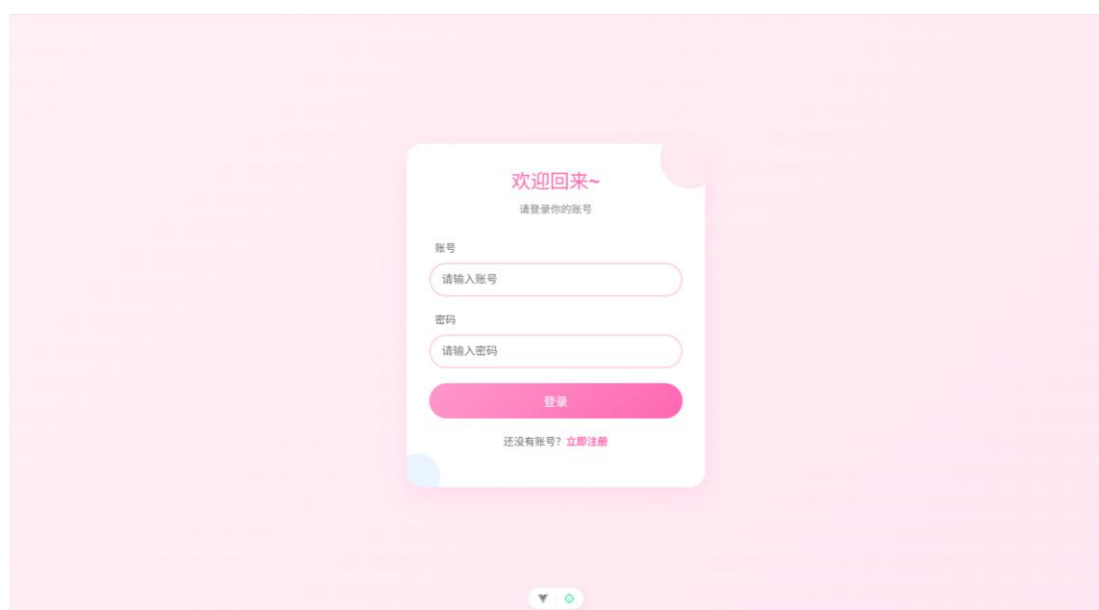 欢迎回来~
请登录你的账号
账号
请输入账号
密码
请输入密码
登录
还没有账号？立即注册